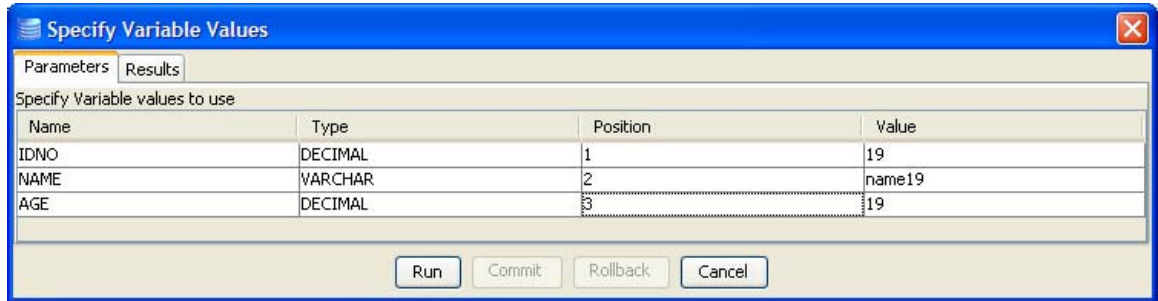 Specify Variable Values
Parameters Results
Specify Variable values to use
Name Type Position Value
IDNO DECIMAL 1 19
NAME VARCHAR 2 name19
AGE DECIMAL 3 19
Run Commit Rollback Cancel